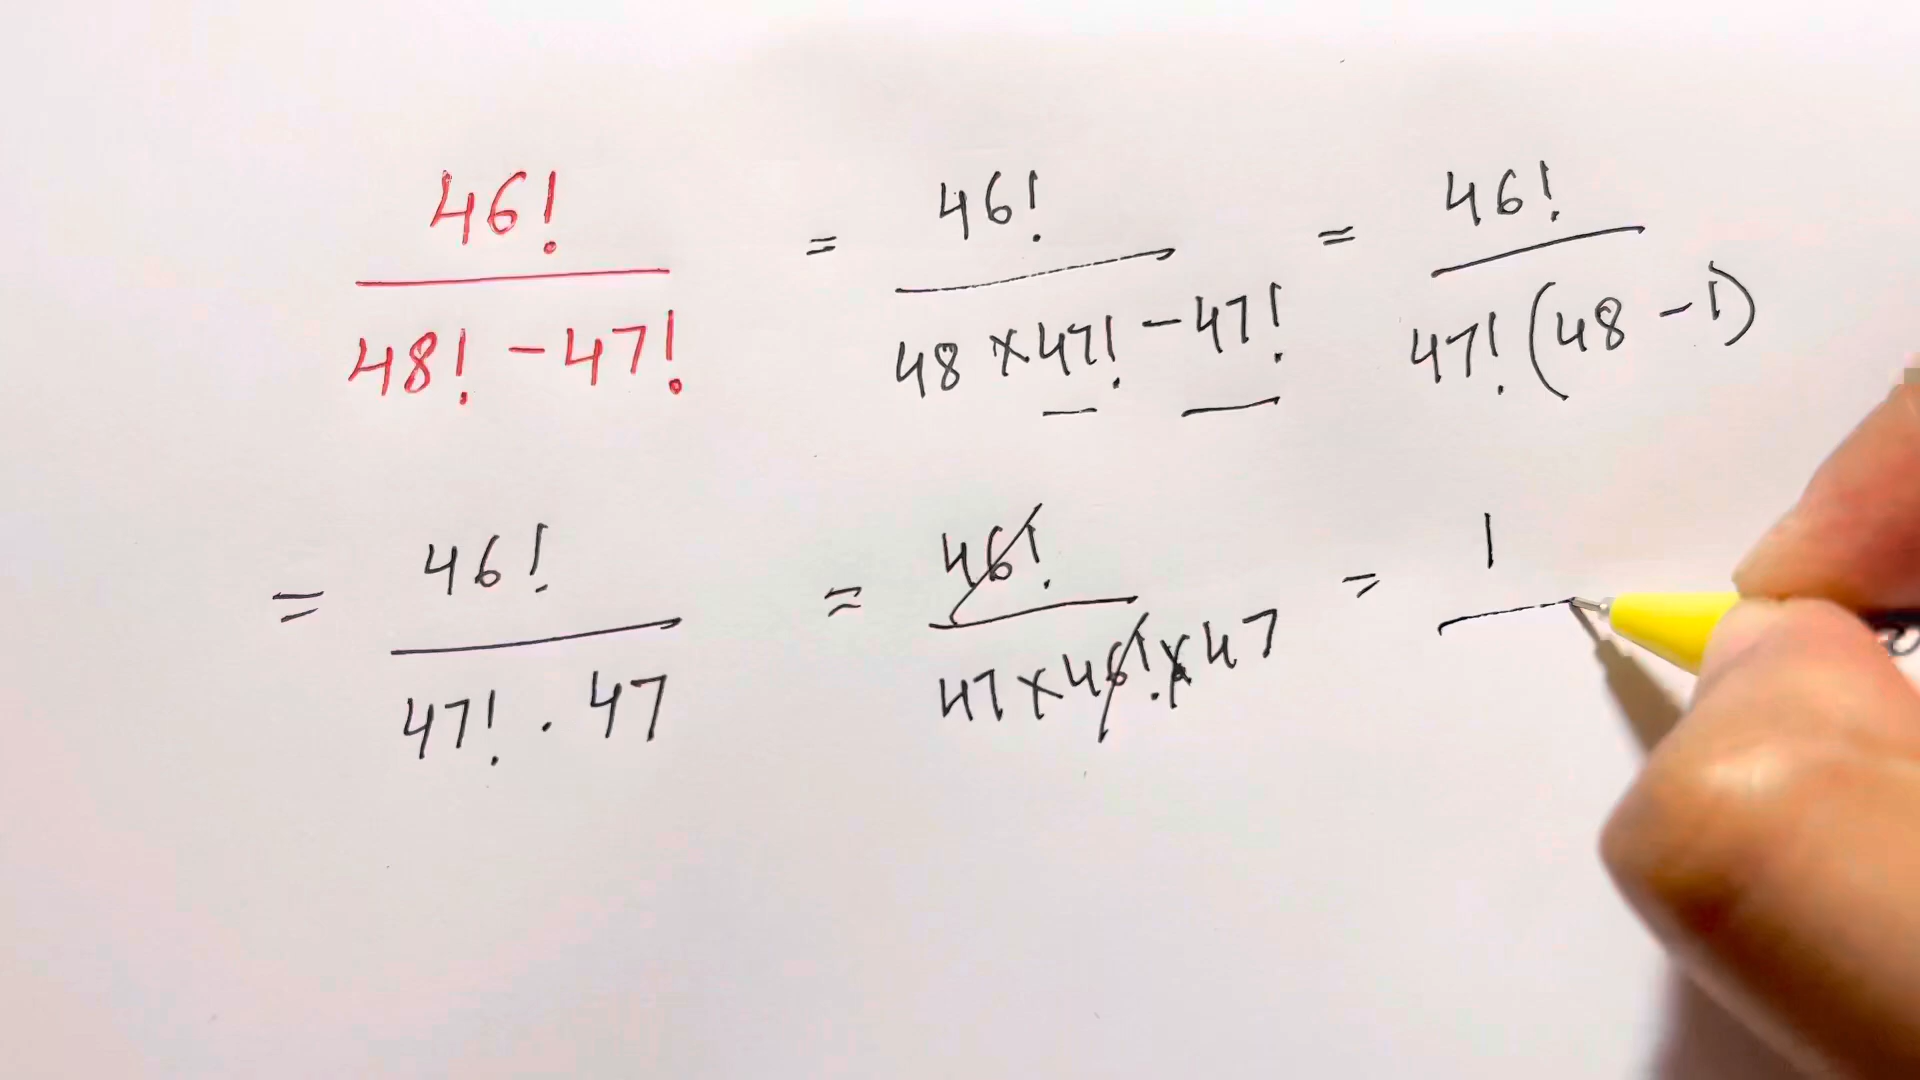 46! / (48! - 47!) = 46! / (48 × 47! - 47!) = 46! / (47! (48 - 1))
= 46! / (47! · 47) = 46! / (47 × 46! × 47) = 1 /